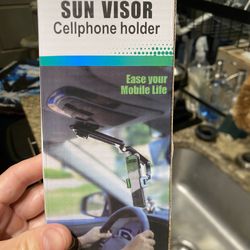 SUN VISOR
Cellphone holder
Ease your
Mobile Life